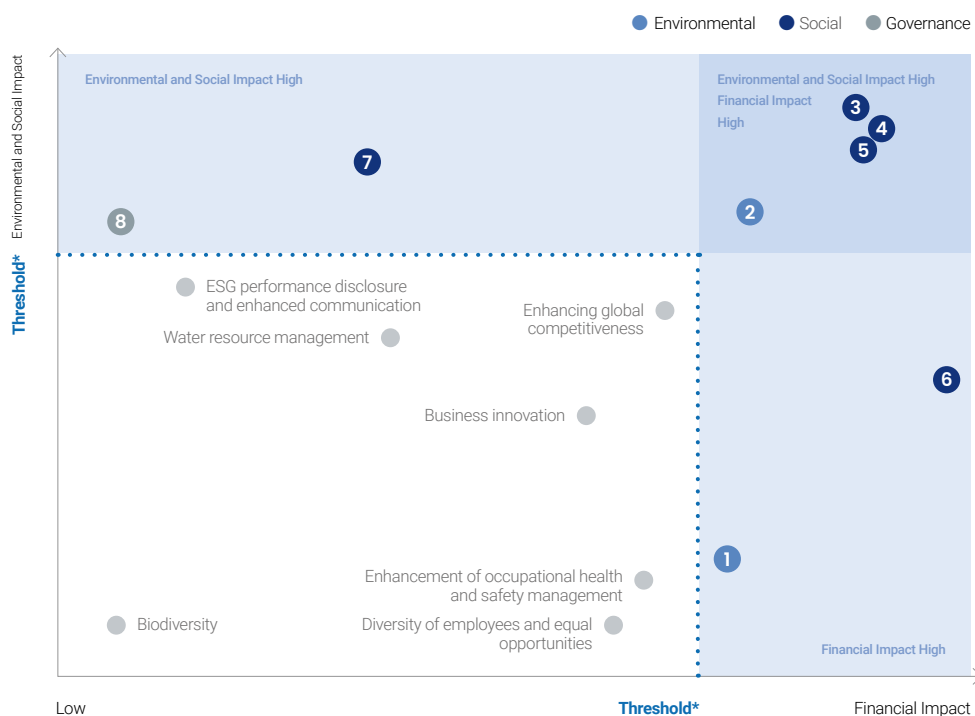 Environmental Social Governance
Environmental and Social Impact
Threshold*
Environmental and Social Impact High
Environmental and Social Impact High
Financial Impact
High
3
4
5
7
2
8
ESG performance disclosure
and enhanced communication
Enhancing global
competitiveness
Water resource management
6
Business innovation
1
Enhancement of occupational health
and safety management
Biodiversity
Diversity of employees and equal
opportunities
Financial Impact High
Low
Threshold*
Financial Impact